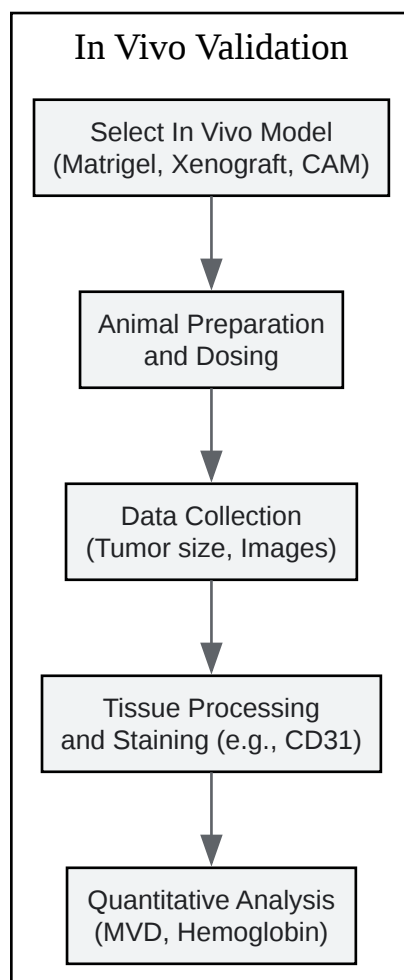 In Vivo Validation
Select In Vivo Model
(Matrigel, Xenograft, CAM)
Animal Preparation
and Dosing
Data Collection
(Tumor size, Images)
Tissue Processing
and Staining (e.g., CD31)
Quantitative Analysis
(MVD, Hemoglobin)